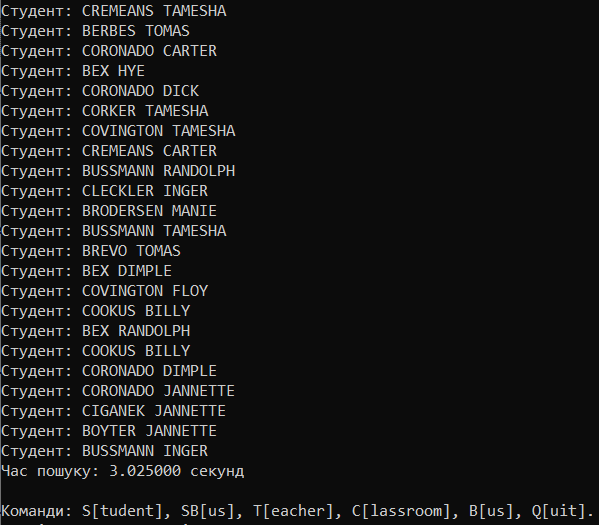 Студент: CREMEANS TAMESHA
Студент: BERBES TOMAS
Студент: CORONADO CARTER
Студент: BEX HYE
Студент: CORONADO DICK
Студент: CORKER TAMESHA
Студент: COVINGTON TAMESHA
Студент: CREMEANS CARTER
Студент: BUSSMANN RANDOLPH
Студент: CLECKLER INGER
Студент: BRODERSEN MANIE
Студент: BUSSMANN TAMESHA
Студент: BREVO TOMAS
Студент: BEX DIMPLE
Студент: COVINGTON FLOY
Студент: COOKUS BILLY
Студент: BEX RANDOLPH
Студент: COOKUS BILLY
Студент: CORONADO DIMPLE
Студент: CORONADO JANNETTE
Студент: CIGANEK JANNETTE
Студент: BOYTER JANNETTE
Студент: BUSSMANN INGER
Час пошуку: 3.025000 секунд
Команди: S[tudent], SB[us], T[eacher], C[lassroom], B[us], Q[uit].